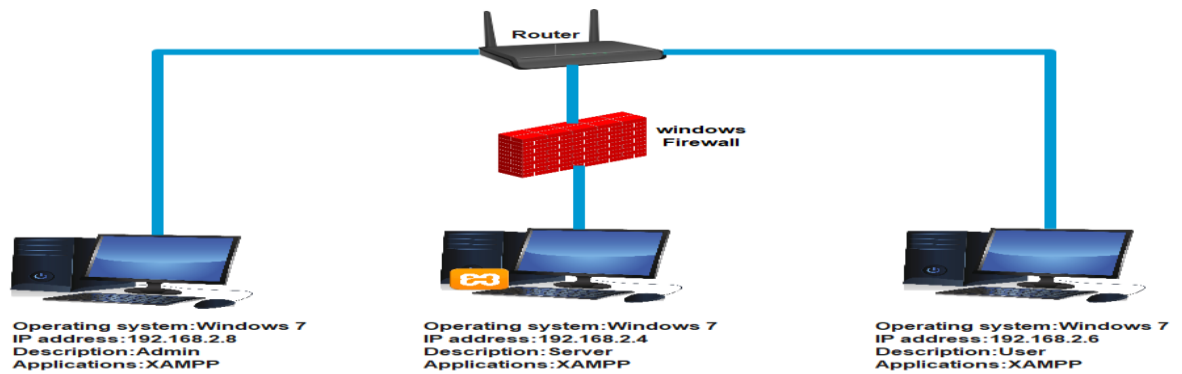 Router
windows
Firewall
Operating system:Windows 7
IP address:192.168.2.8
Description:Admin
Applications:XAMPP
Operating system:Windows 7
IP address:192.168.2.4
Description:Server
Applications:XAMPP
Operating system:Windows 7
IP address:192.168.2.6
Description:User
Applications:XAMPP